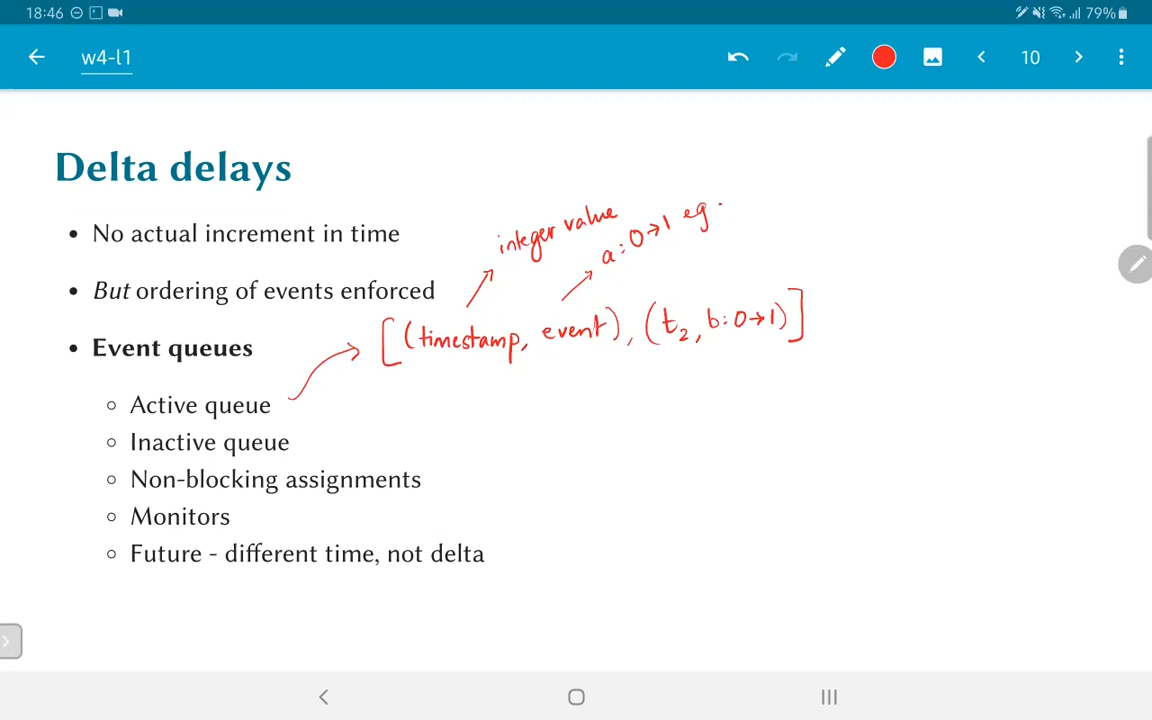 18:46 79%
w4-l1 10
Delta delays
• No actual increment in time
integer value
a: 0→1 eg.
• But ordering of events enforced
[(timestamp, event), (t₂, b: 0→1)]
• Event queues
○ Active queue
○ Inactive queue
○ Non-blocking assignments
○ Monitors
○ Future - different time, not delta